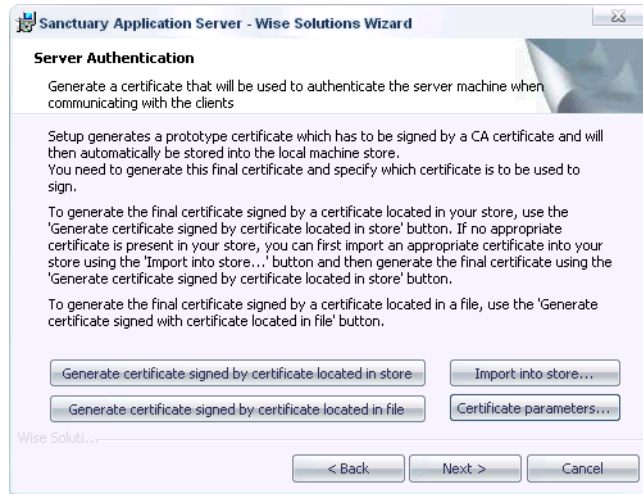 Sanctuary Application Server - Wise Solutions Wizard
Server Authentication
Generate a certificate that will be used to authenticate the server machine when
communicating with the clients
Setup generates a prototype certificate which has to be signed by a CA certificate and will
then automatically be stored into the local machine store.
You need to generate this final certificate and specify which certificate is to be used to
sign.
To generate the final certificate signed by a certificate located in your store, use the
'Generate certificate signed by certificate located in store' button. If no appropriate
certificate is present in your store, you can first import an appropriate certificate into your
store using the 'Import into store...' button and then generate the final certificate using the
'Generate certificate signed by certificate located in store' button.
To generate the final certificate signed by a certificate located in a file, use the 'Generate
certificate signed with certificate located in file' button.
Generate certificate signed by certificate located in store
Import into store...
Generate certificate signed by certificate located in file
Certificate parameters...
Wise Soluti...
< Back
Next >
Cancel